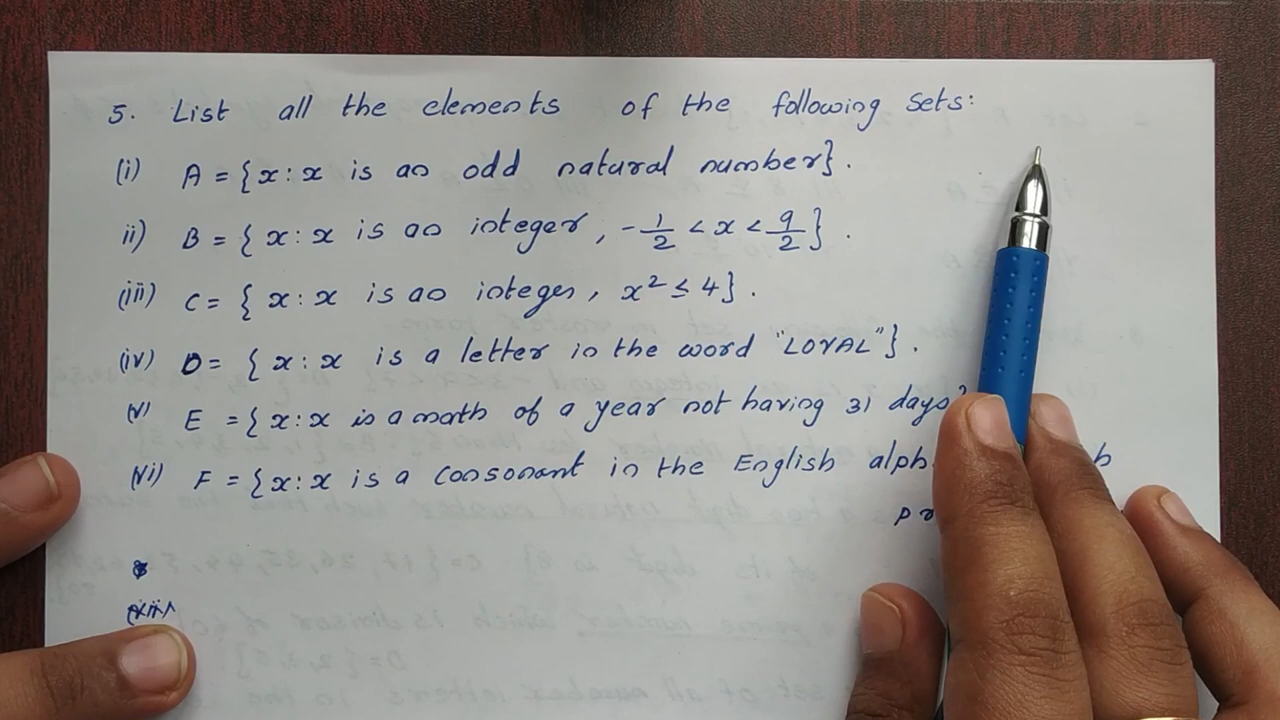 5. List all the elements of the following sets:
(i) A = {x : x is an odd natural number}.
ii) B = { x : x is an integer, -1/2 < x < 9/2 } .
(iii) C = { x : x is an integer, x² ≤ 4} .
(iv) D = { x : x is a letter in the word "LOYAL"} .
(v) E = {x : x is a month of a year not having 31 days
(vi) F = {x : x is a consonant in the English alph